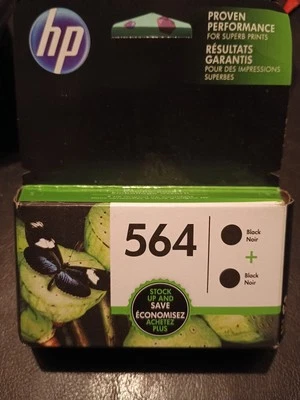 hp
PROVEN
PERFORMANCE
FOR SUPERB PRINTS
RÉSULTATS
GARANTIS
POUR DES IMPRESSIONS
SUPERBES
564
Black
Noir
+
Black
Noir
STOCK
UP AND
SAVE
ÉCONOMISEZ
ACHETEZ
PLUS